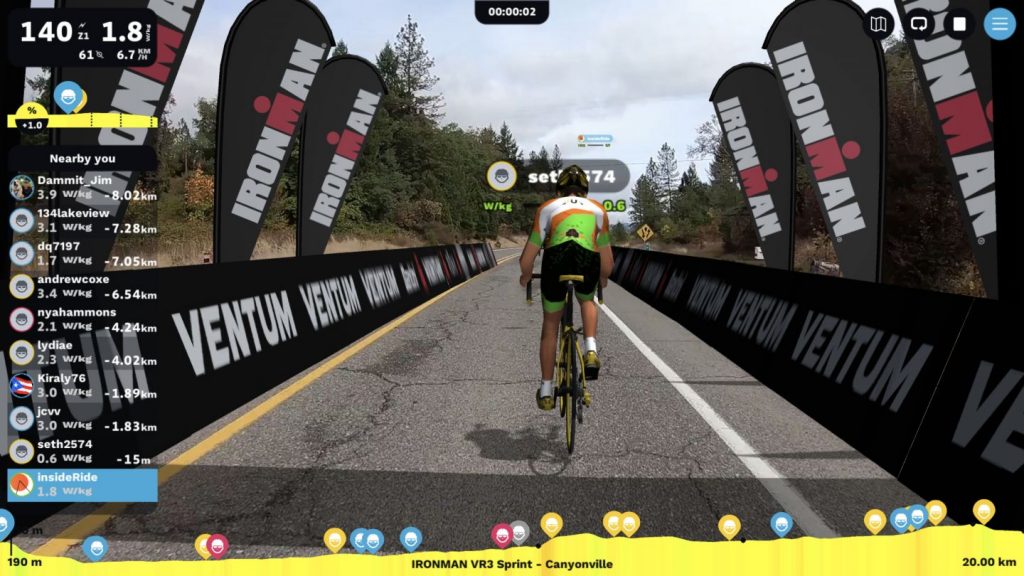 00:00:02
140 Z1 1.8 W/KG
61 6.7 KM/H
%
+1.0
Nearby you
Dammit_Jim
3.9 W/kg -8.02km
134lakeview
3.1 W/kg -7.28km
dq7197
1.7 W/kg -7.05km
andrewcoxe
3.4 W/kg -6.54km
nyahammons
2.1 W/kg -4.24km
lydiae
2.3 W/kg -4.02km
Kiraly76
3.0 W/kg -1.89km
jcvv
3.0 W/kg -1.83km
seth2574
0.6 W/kg -15m
insideRide
1.8 W/kg
IRONMAN
IRONMAN
IRONMAN
IRONMAN
IRONMAN
IRONMAN
insideRide
seth2574
W/kg 0.6
VENTUM VENTUM VENTUM
VENTUM VENTUM VENTUM
190 m
IRONMAN VR3 Sprint - Canyonville
20.00 km